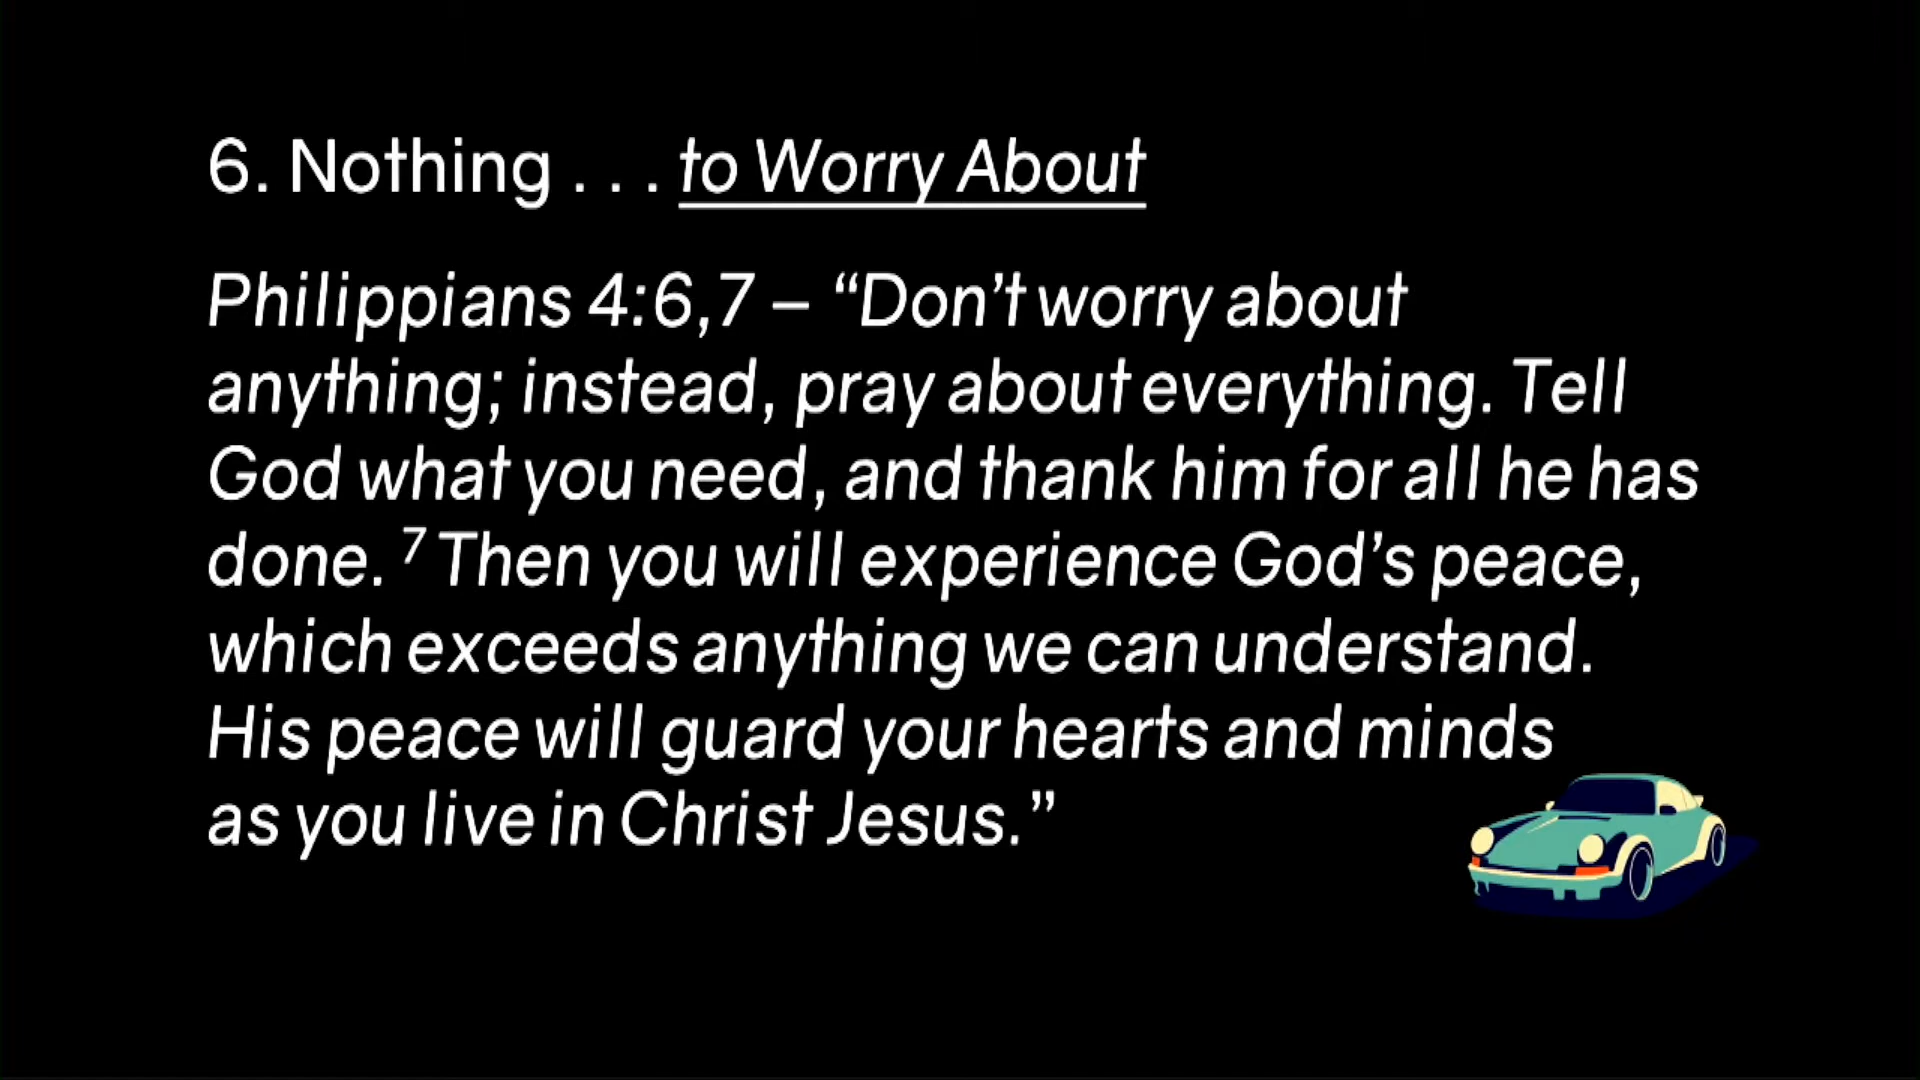 6. Nothing . . . to Worry About
Philippians 4:6,7 – “Don’t worry about
anything; instead, pray about everything. Tell
God what you need, and thank him for all he has
done. ⁷ Then you will experience God’s peace,
which exceeds anything we can understand.
His peace will guard your hearts and minds
as you live in Christ Jesus.”